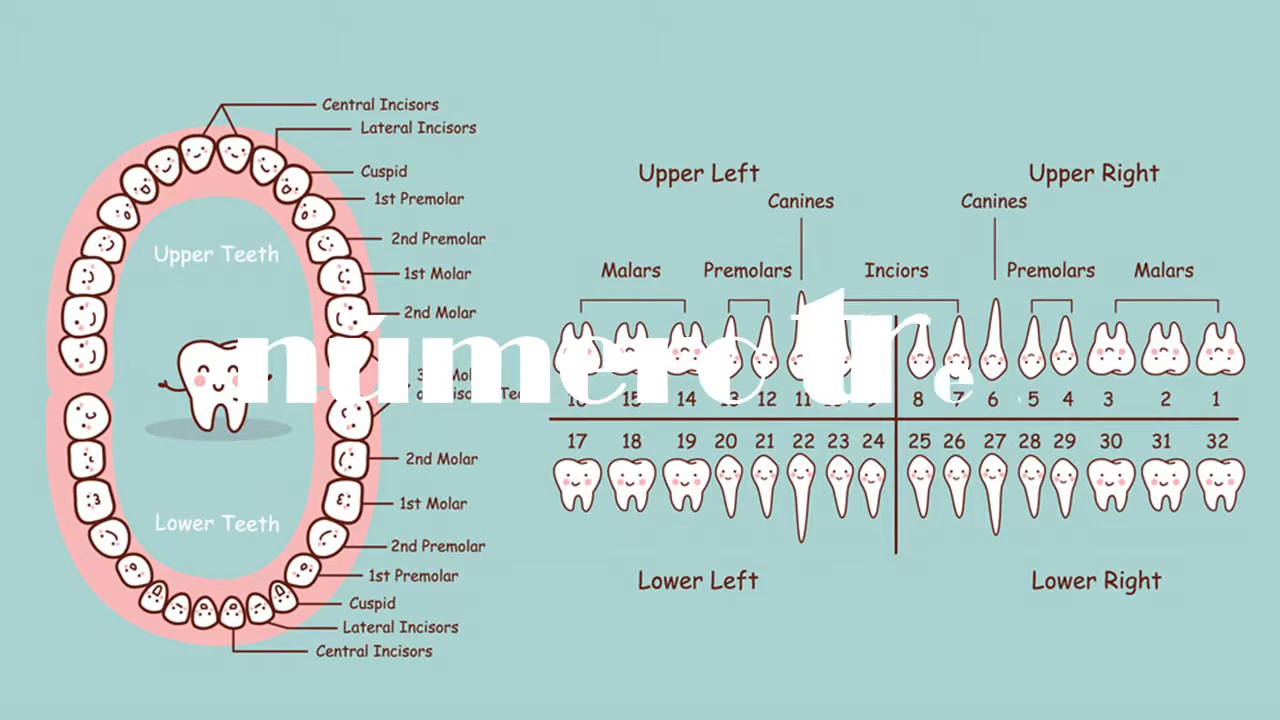 Central Incisors
Lateral Incisors
Cuspid
1st Premolar
2nd Premolar
1st Molar
2nd Molar
Upper Teeth
número tre
2nd Molar
1st Molar
Lower Teeth
2nd Premolar
1st Premolar
Cuspid
Lateral Incisors
Central Incisors
Upper Left
Upper Right
Canines
Canines
Malars
Premolars
Inciors
Premolars
Malars
15 14 12 11 8 7 6 5 4 3 2 1
17 18 19 20 21 22 23 24 25 26 27 28 29 30 31 32
Lower Left
Lower Right